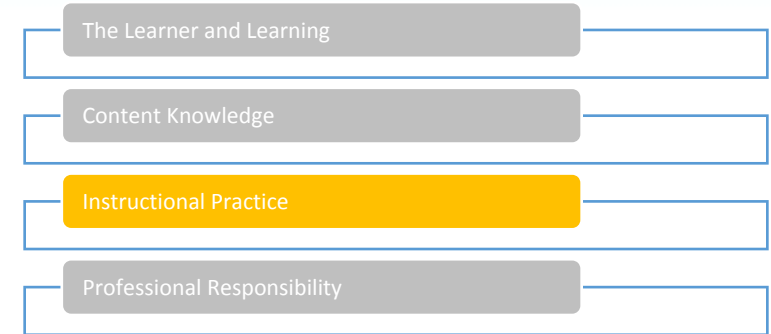 The Learner and Learning
Content Knowledge
Instructional Practice
Professional Responsibility